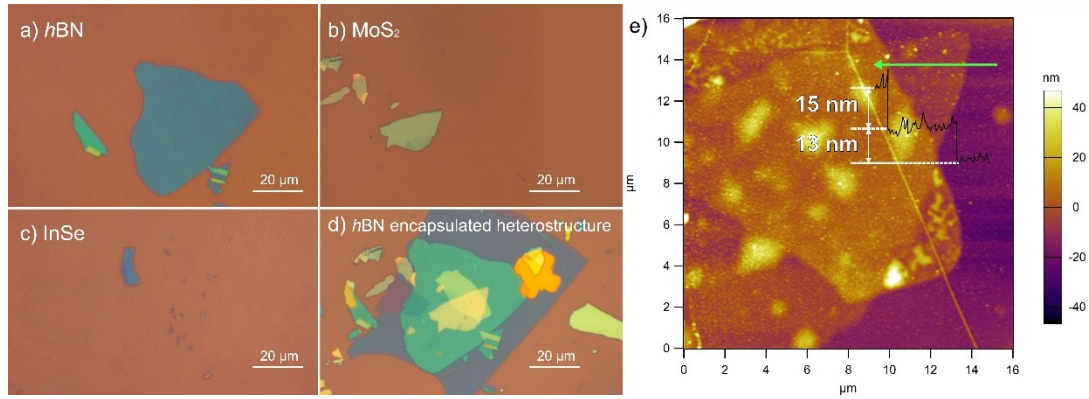 a) hBN
20 µm
b) MoS₂
20 µm
c) InSe
20 µm
d) hBN encapsulated heterostructure
20 µm
e)
16
14
12
10
8
6
4
2
0
µm
0 2 4 6 8 10 12 14 16
µm
15 nm
13 nm
nm
40
20
0
-20
-40